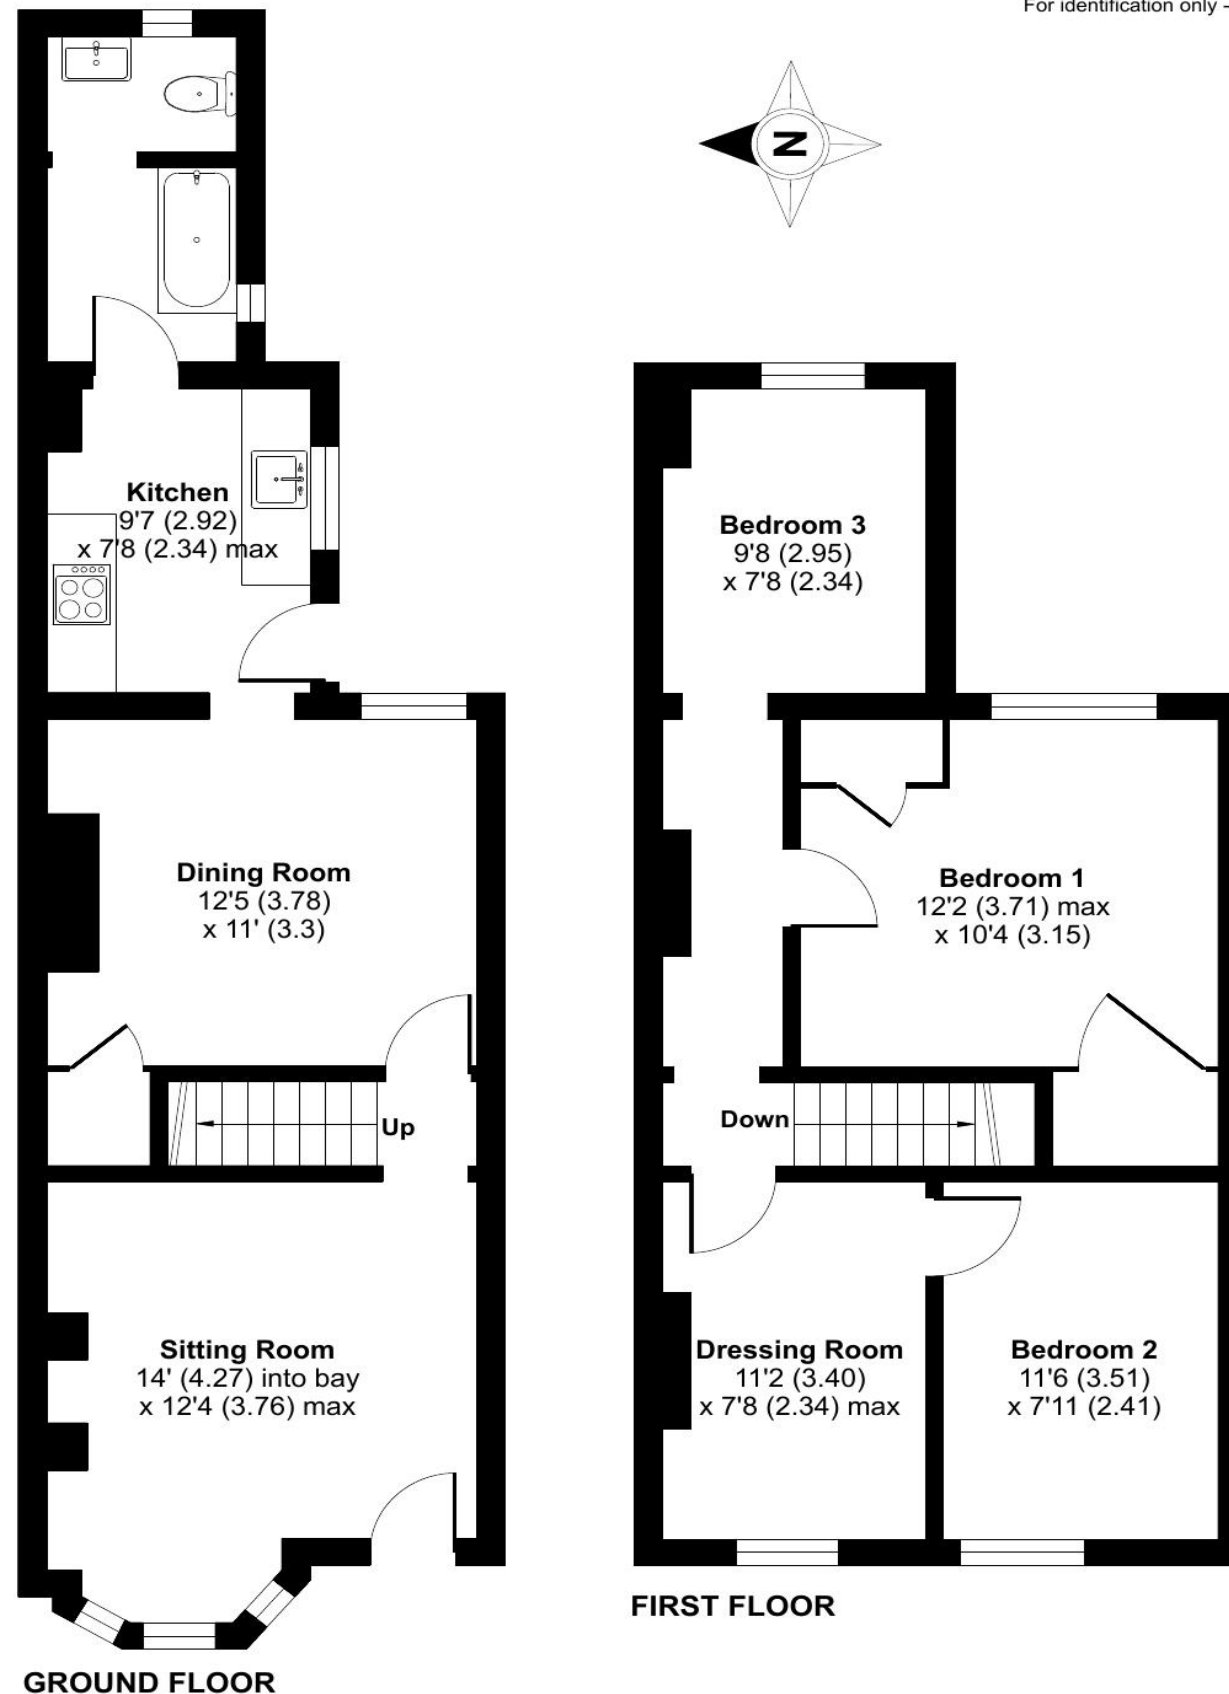 For identification only -
N
Kitchen
9'7 (2.92)
x 7'8 (2.34) max
Bedroom 3
9'8 (2.95)
x 7'8 (2.34)
Dining Room
12'5 (3.78)
x 11' (3.3)
Bedroom 1
12'2 (3.71) max
x 10'4 (3.15)
Up
Down
Sitting Room
14' (4.27) into bay
x 12'4 (3.76) max
Dressing Room
11'2 (3.40)
x 7'8 (2.34) max
Bedroom 2
11'6 (3.51)
x 7'11 (2.41)
FIRST FLOOR
GROUND FLOOR